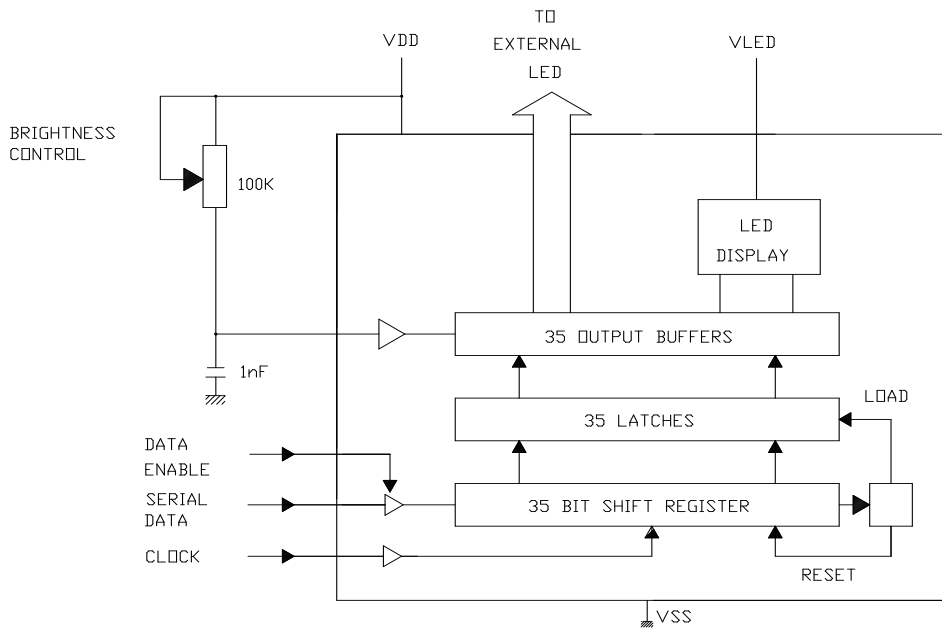 TO
EXTERNAL
LED
VDD
VLED
BRIGHTNESS
CONTROL
100K
LED
DISPLAY
35 OUTPUT BUFFERS
1nF
LOAD
35 LATCHES
DATA
ENABLE
SERIAL
DATA
35 BIT SHIFT REGISTER
CLOCK
RESET
VSS